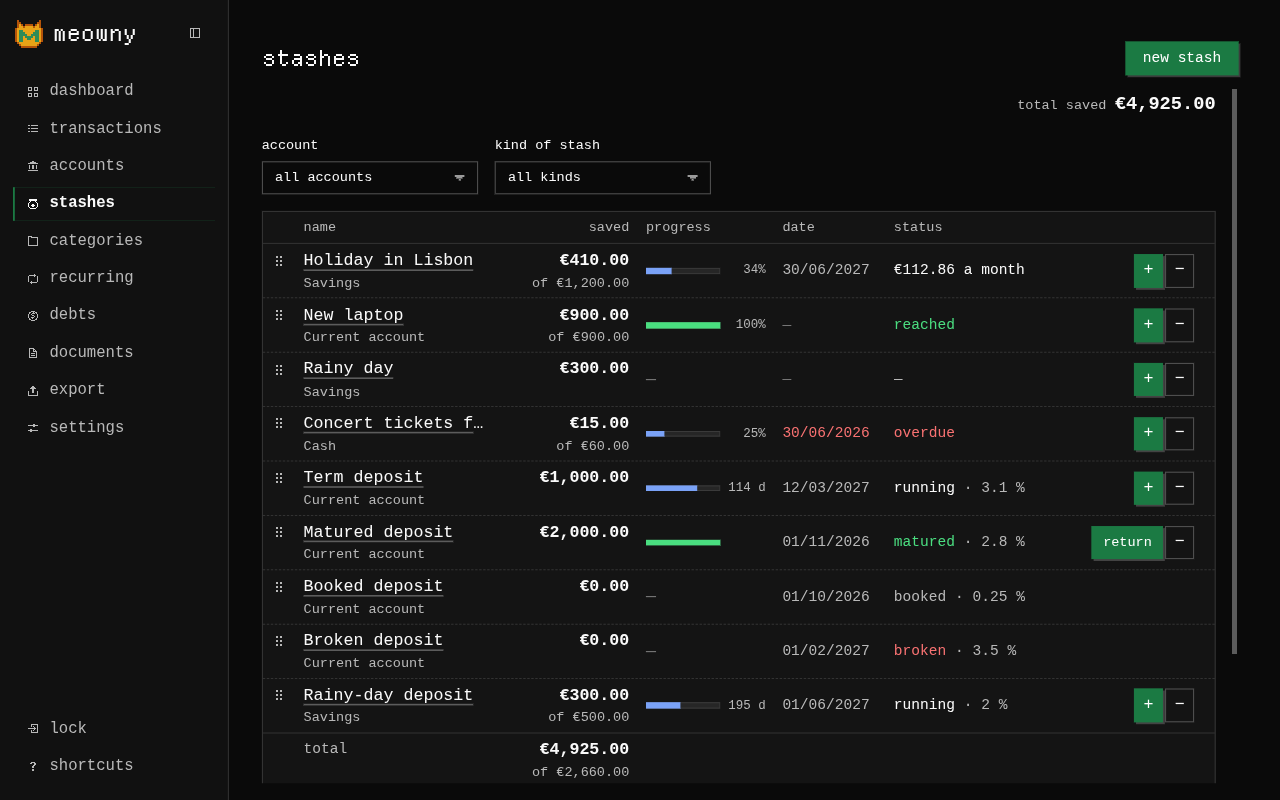 meowny
dashboard
transactions
accounts
stashes
categories
recurring
debts
documents
export
settings
lock
? shortcuts
stashes
new stash
total saved €4,925.00
account
kind of stash
all accounts
all kinds
name saved progress date status
Holiday in Lisbon €410.00 34% 30/06/2027 €112.86 a month + −
Savings of €1,200.00
New laptop €900.00 100% — reached + −
Current account of €900.00
Rainy day €300.00 — — — + −
Savings
Concert tickets f… €15.00 25% 30/06/2026 overdue + −
Cash of €60.00
Term deposit €1,000.00 114 d 12/03/2027 running · 3.1 % + −
Current account
Matured deposit €2,000.00 01/11/2026 matured · 2.8 % return −
Current account
Booked deposit €0.00 — 01/10/2026 booked · 0.25 %
Current account
Broken deposit €0.00 — 01/02/2027 broken · 3.5 %
Current account
Rainy-day deposit €300.00 195 d 01/06/2027 running · 2 % + −
Savings of €500.00
total €4,925.00
of €2,660.00